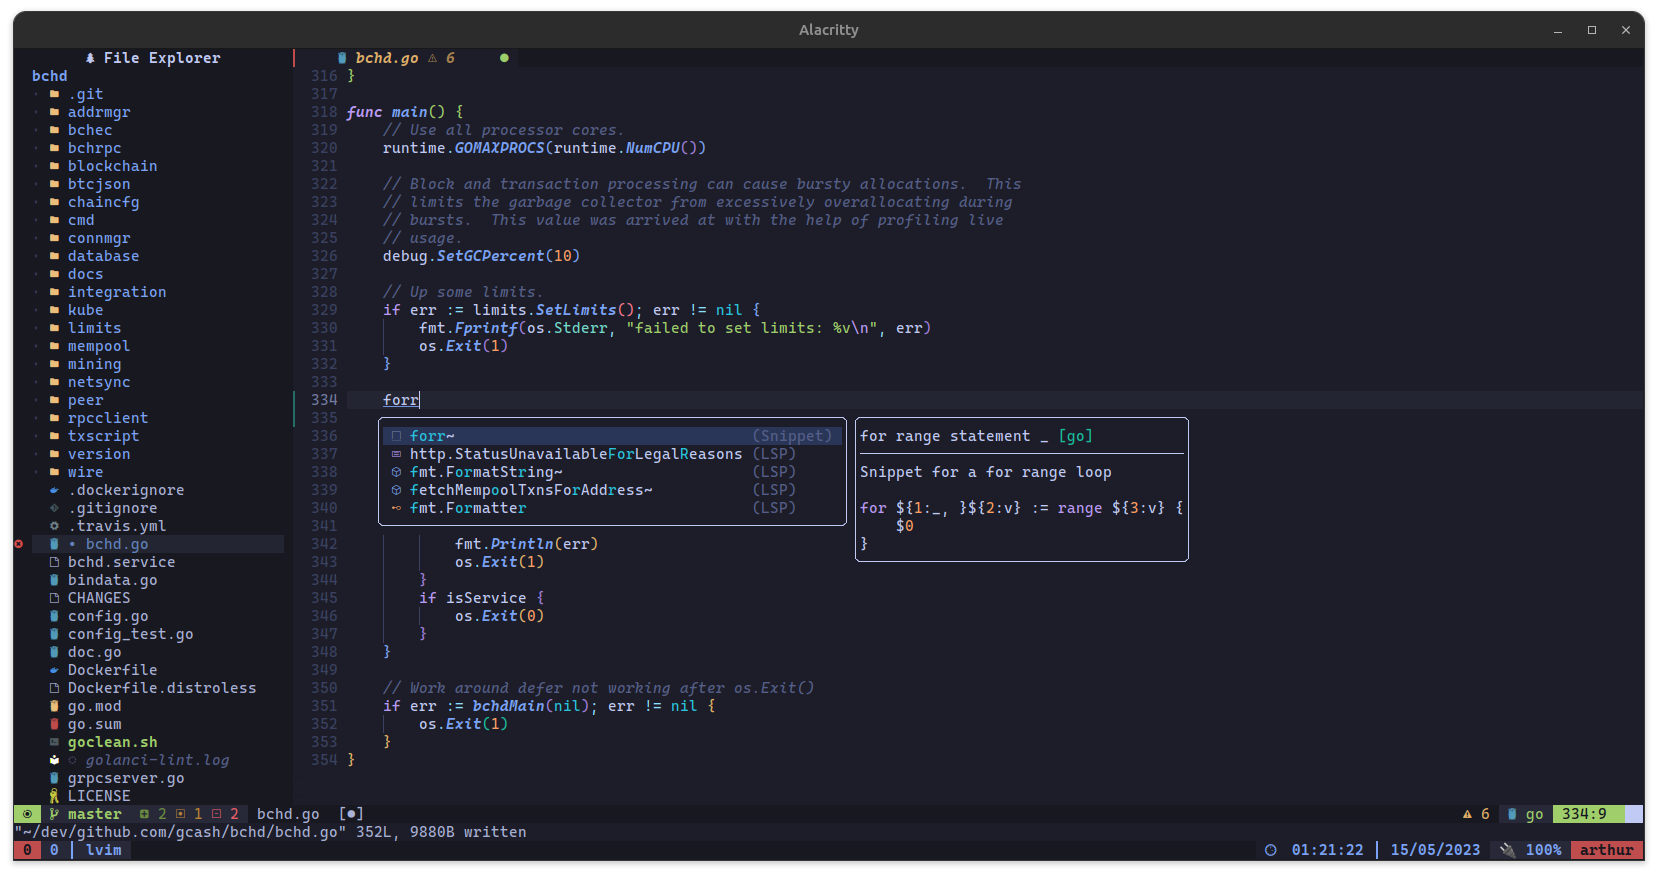 Alacritty
File Explorer
bchd
.git
addrmgr
bchec
bchrpc
blockchain
btcjson
chaincfg
cmd
connmgr
database
docs
integration
kube
limits
mempool
mining
netsync
peer
rpcclient
txscript
version
wire
.dockerignore
.gitignore
.travis.yml
bchd.go
bchd.service
bindata.go
CHANGES
config.go
config_test.go
doc.go
Dockerfile
Dockerfile.distroless
go.mod
go.sum
goclean.sh
golanci-lint.log
grpcserver.go
LICENSE
bchd.go 6
316 }
317
318 func main() {
319 // Use all processor cores.
320 runtime.GOMAXPROCS(runtime.NumCPU())
321
322 // Block and transaction processing can cause bursty allocations.  This
323 // limits the garbage collector from excessively overallocating during
324 // bursts.  This value was arrived at with the help of profiling live
325 // usage.
326 debug.SetGCPercent(10)
327
328 // Up some limits.
329 if err := limits.SetLimits(); err != nil {
330 fmt.Fprintf(os.Stderr, "failed to set limits: %v\n", err)
331 os.Exit(1)
332 }
333
334 forr
335
336 forr~ (Snippet)
337 http.StatusUnavailableForLegalReasons (LSP)
338 fmt.FormatString~ (LSP)
339 fetchMempoolTxnsForAddress~ (LSP)
340 fmt.Formatter (LSP)
341
for range statement _ [go]
Snippet for a for range loop
for ${1:_, }${2:v} := range ${3:v} {
$0
}
342 fmt.Println(err)
343 os.Exit(1)
344 }
345 if isService {
346 os.Exit(0)
347 }
348 }
349
350 // Work around defer not working after os.Exit()
351 if err := bchdMain(nil); err != nil {
352 os.Exit(1)
353 }
354 }
master 2 1 2 bchd.go [●] 6 go 334:9
"~/dev/github.com/gcash/bchd/bchd.go" 352L, 9880B written
0 0 lvim 01:21:22 15/05/2023 100% arthur